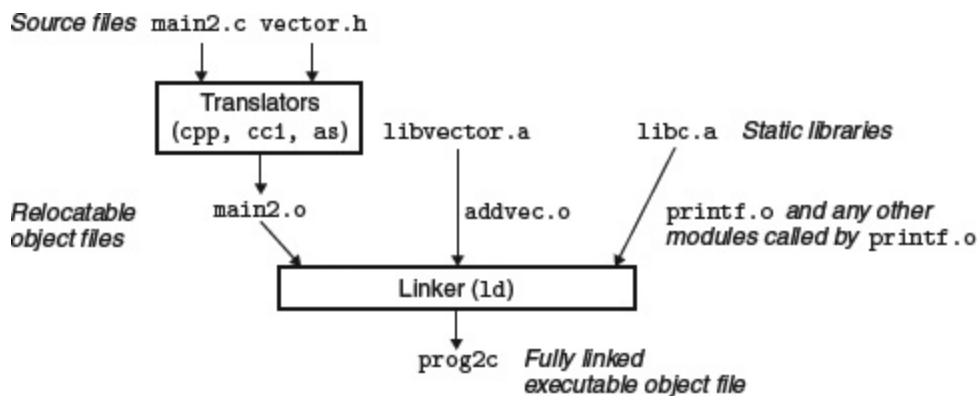 Source files main2.c vector.h
Translators
(cpp, cc1, as)
libvector.a
libc.a Static libraries
Relocatable
object files
main2.o
addvec.o
printf.o and any other
modules called by printf.o
Linker (ld)
prog2c
Fully linked
executable object file